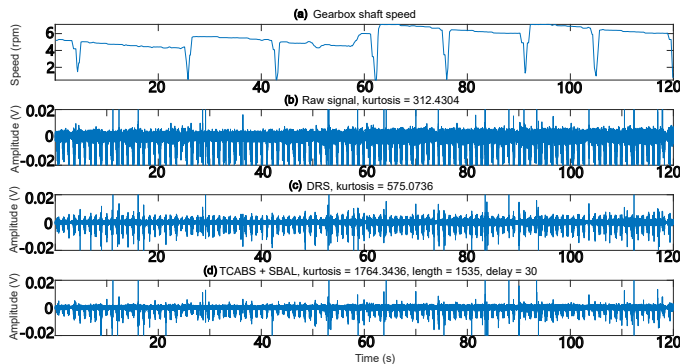 (a) Gearbox shaft speed
Speed (rpm)
6
4
2
20 40 60 80 100 120
(b) Raw signal, kurtosis = 312.4304
Amplitude (V)
0.02
0
-0.02
20 40 60 80 100 120
(c) DRS, kurtosis = 575.0736
Amplitude (V)
0.02
0
-0.02
20 40 60 80 100 120
(d) TCABS + SBAL, kurtosis = 1764.3436, length = 1535, delay = 30
Amplitude (V)
0.02
0
-0.02
20 40 60 80 100 120
Time (s)